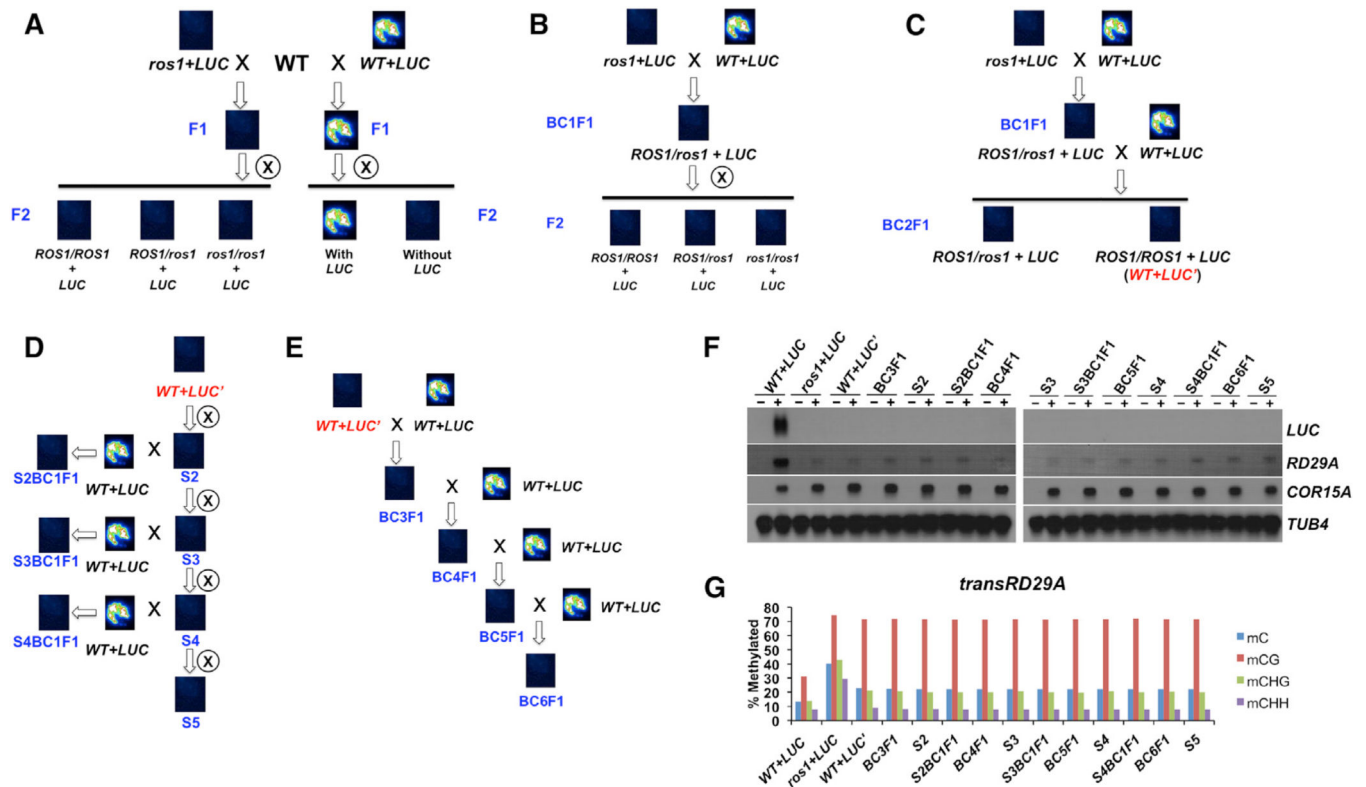 A
ros1+LUC X WT X WT+LUC
F1 F1
X X
F2 F2
ROS1/ROS1
+
LUC
ROS1/ros1
+
LUC
ros1/ros1
+
LUC
With
LUC
Without
LUC
B
ros1+LUC X WT+LUC
BC1F1
ROS1/ros1 + LUC
X
F2
ROS1/ROS1
+
LUC
ROS1/ros1
+
LUC
ros1/ros1
+
LUC
C
ros1+LUC X WT+LUC
BC1F1
ROS1/ros1 + LUC X WT+LUC
BC2F1
ROS1/ros1 + LUC
ROS1/ROS1 + LUC
(WT+LUC')
D
WT+LUC'
X
X
S2BC1F1 WT+LUC S2
X
X
S3BC1F1 WT+LUC S3
X
X
S4BC1F1 WT+LUC S4
X
S5
E
X
WT+LUC' WT+LUC
X WT+LUC
BC3F1
X WT+LUC
BC4F1
X WT+LUC
BC5F1
BC6F1
F
WT+LUC
ros1+LUC
WT+LUC'
BC3F1
S2
S2BC1F1
BC4F1
S3
S3BC1F1
BC5F1
S4
S4BC1F1
BC6F1
S5
– + – + – + – + – + – + – +
– + – + – + – + – + – + – +
LUC
RD29A
COR15A
TUB4
G
transRD29A
% Methylated
80
70
60
50
40
30
20
10
0
mC
mCG
mCHG
mCHH
WT+LUC
ros1+LUC
WT+LUC'
BC3F1
S2
S2BC1F1
BC4F1
S3
S3BC1F1
BC5F1
S4
S4BC1F1
BC6F1
S5